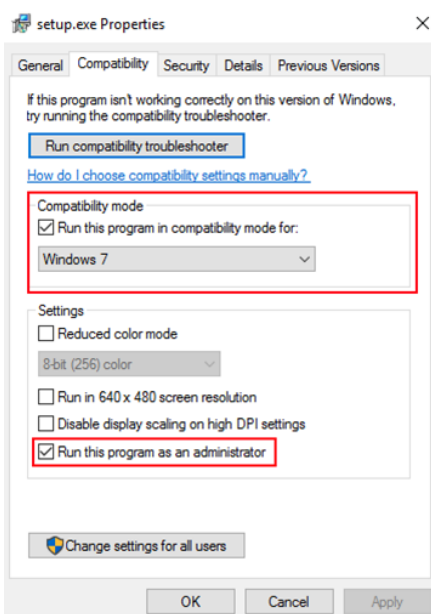 setup.exe Properties
General Compatibility Security Details Previous Versions
If this program isn't working correctly on this version of Windows,
try running the compatibility troubleshooter.
Run compatibility troubleshooter
How do I choose compatibility settings manually?
Compatibility mode
Run this program in compatibility mode for:
Windows 7
Settings
Reduced color mode
8-bit (256) color
Run in 640 x 480 screen resolution
Disable display scaling on high DPI settings
Run this program as an administrator
Change settings for all users
OK Cancel Apply